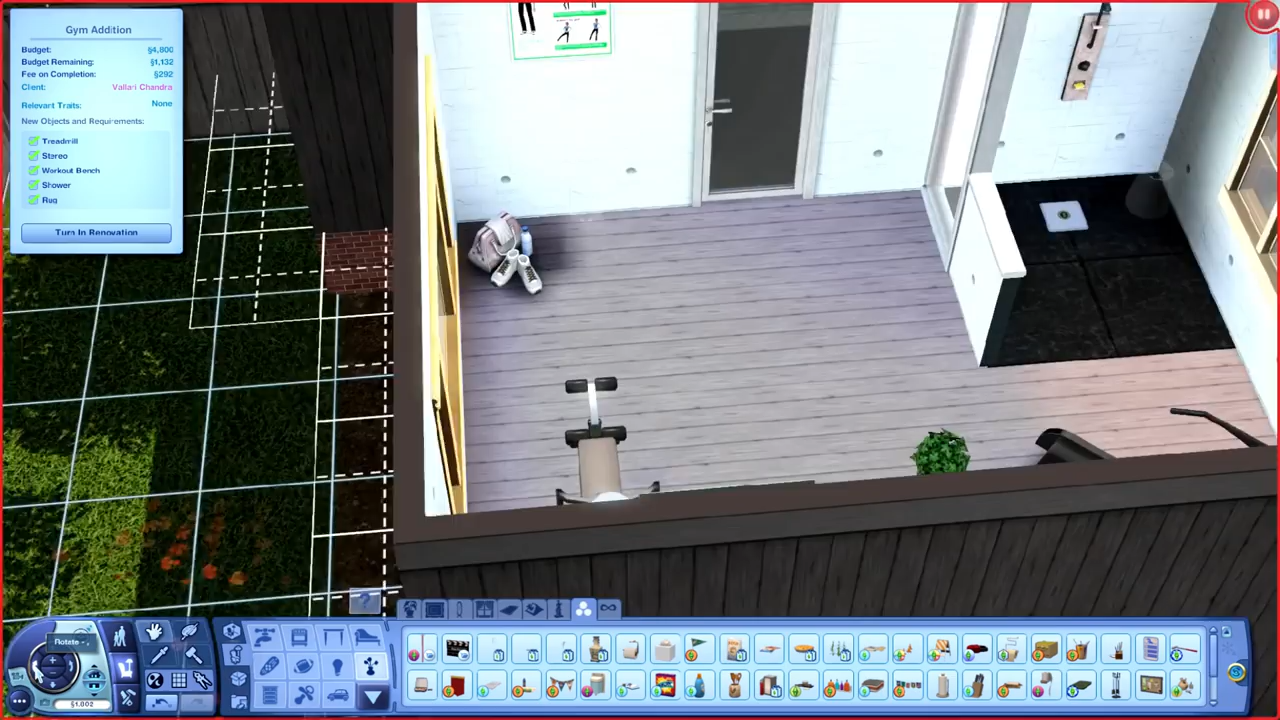 Gym Addition
Budget: §4,800
Budget Remaining: §1,132
Fee on Completion: §292
Client: Vallari Chandra
Relevant Traits: None
New Objects and Requirements:
Treadmill
Stereo
Workout Bench
Shower
Rug
Turn In Renovation
Rotate
§1,002